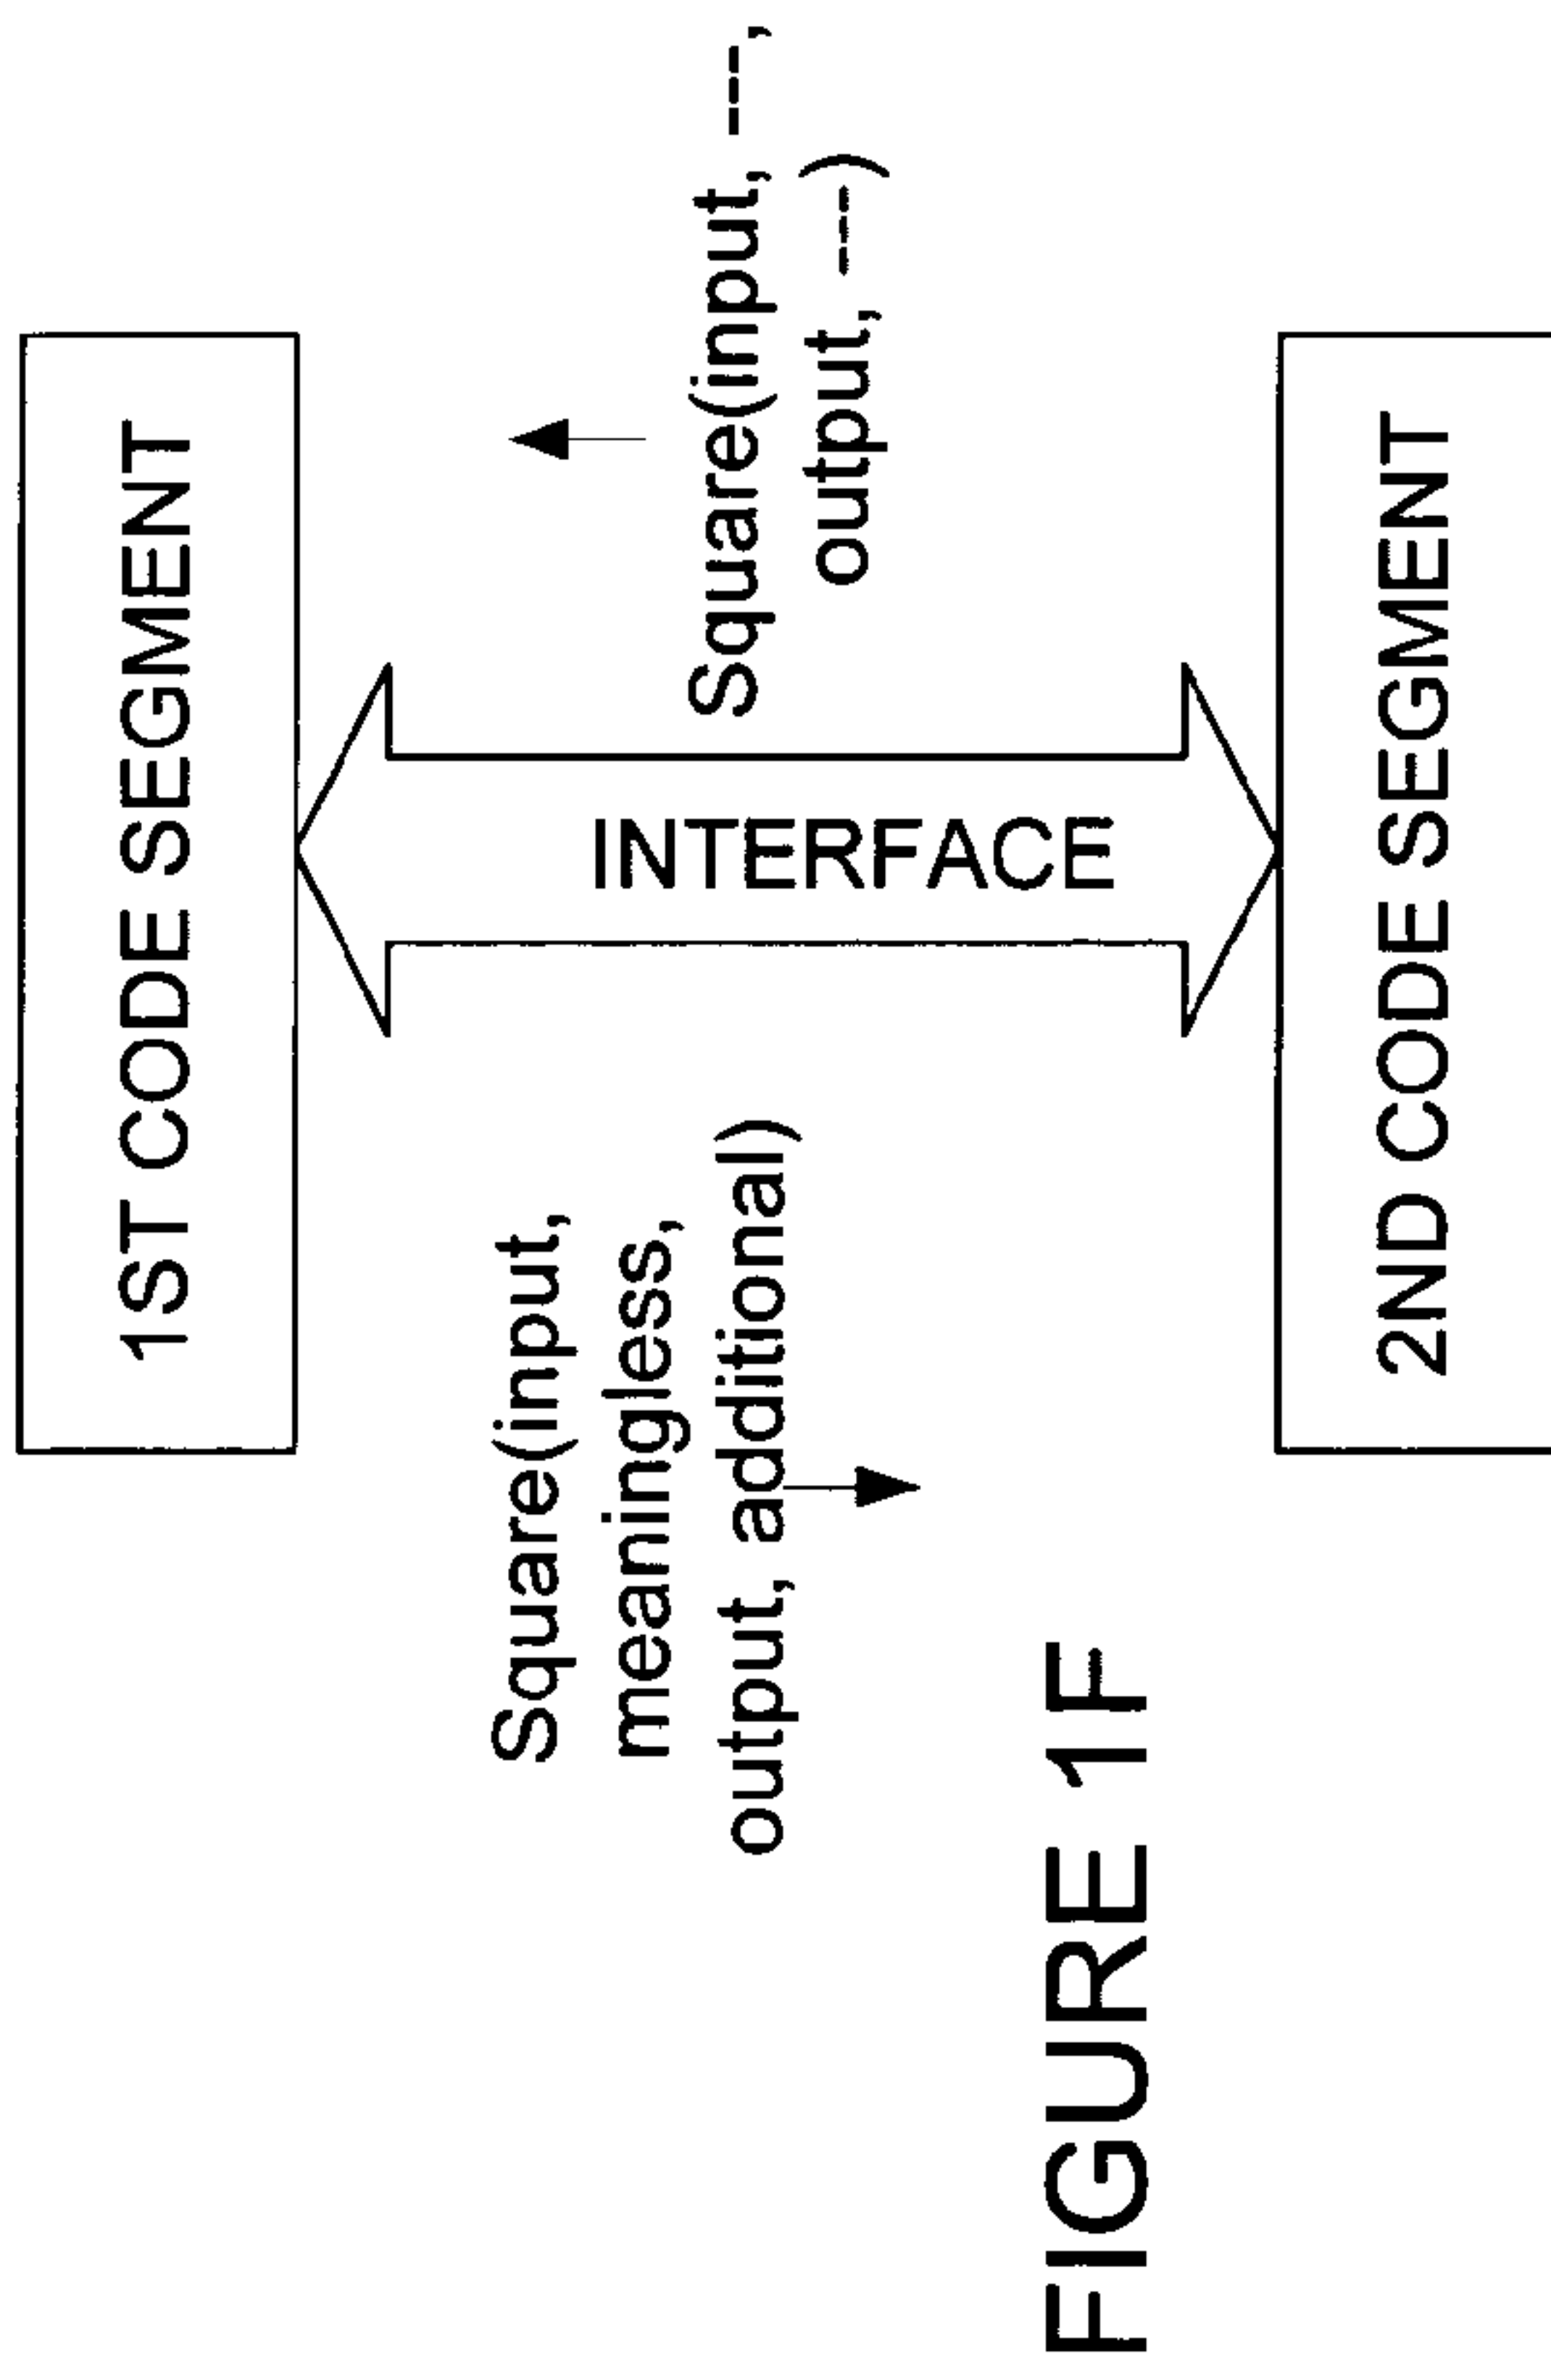 1ST CODE SEGMENT
Square(input,
meaningless,
output, additional)
INTERFACE
Square(input, ---,
output, ---)
2ND CODE SEGMENT
FIGURE 1F